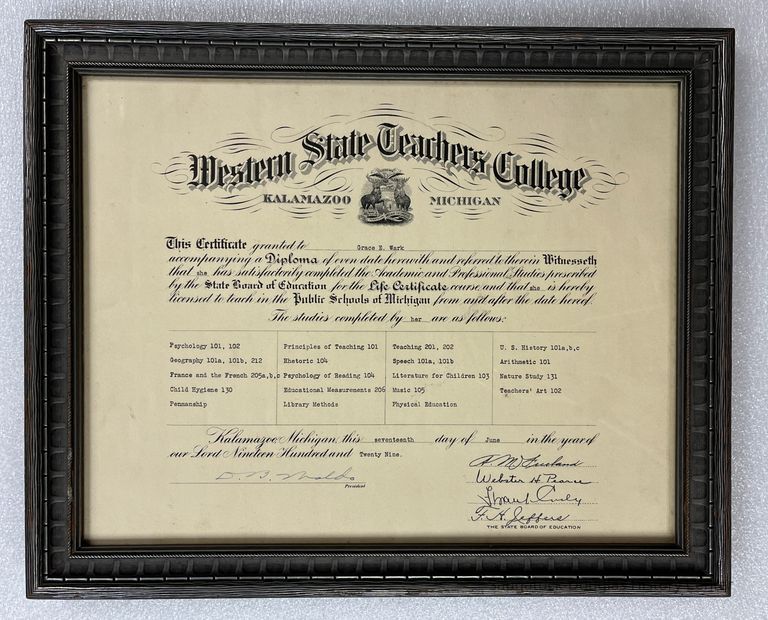 Western State Teachers College
KALAMAZOO MICHIGAN
This Certificate granted to Grace E. Wark
accompanying a Diploma of even date herewith and referred to therein Witnesseth
that she has satisfactorily completed the Academic and Professional Studies prescribed
by the State Board of Education for the Life Certificate course and that she is hereby
licensed to teach in the Public Schools of Michigan from and after the date hereof.
The studies completed by her are as follows:
Psychology 101, 102
Geography 101a, 101b, 212
France and the French 205a,b,c
Child Hygiene 130
Penmanship
Principles of Teaching 101
Rhetoric 104
Psychology of Reading 104
Educational Measurements 206
Library Methods
Teaching 201, 202
Speech 101a, 101b
Literature for Children 103
Music 105
Physical Education
U. S. History 101a,b,c
Arithmetic 101
Nature Study 131
Teachers' Art 102
Kalamazoo, Michigan, this seventeenth day of June in the year of
our Lord Nineteen Hundred and Twenty Nine.
President
Webster H. Pearce
F. A. Jeffers
THE STATE BOARD OF EDUCATION